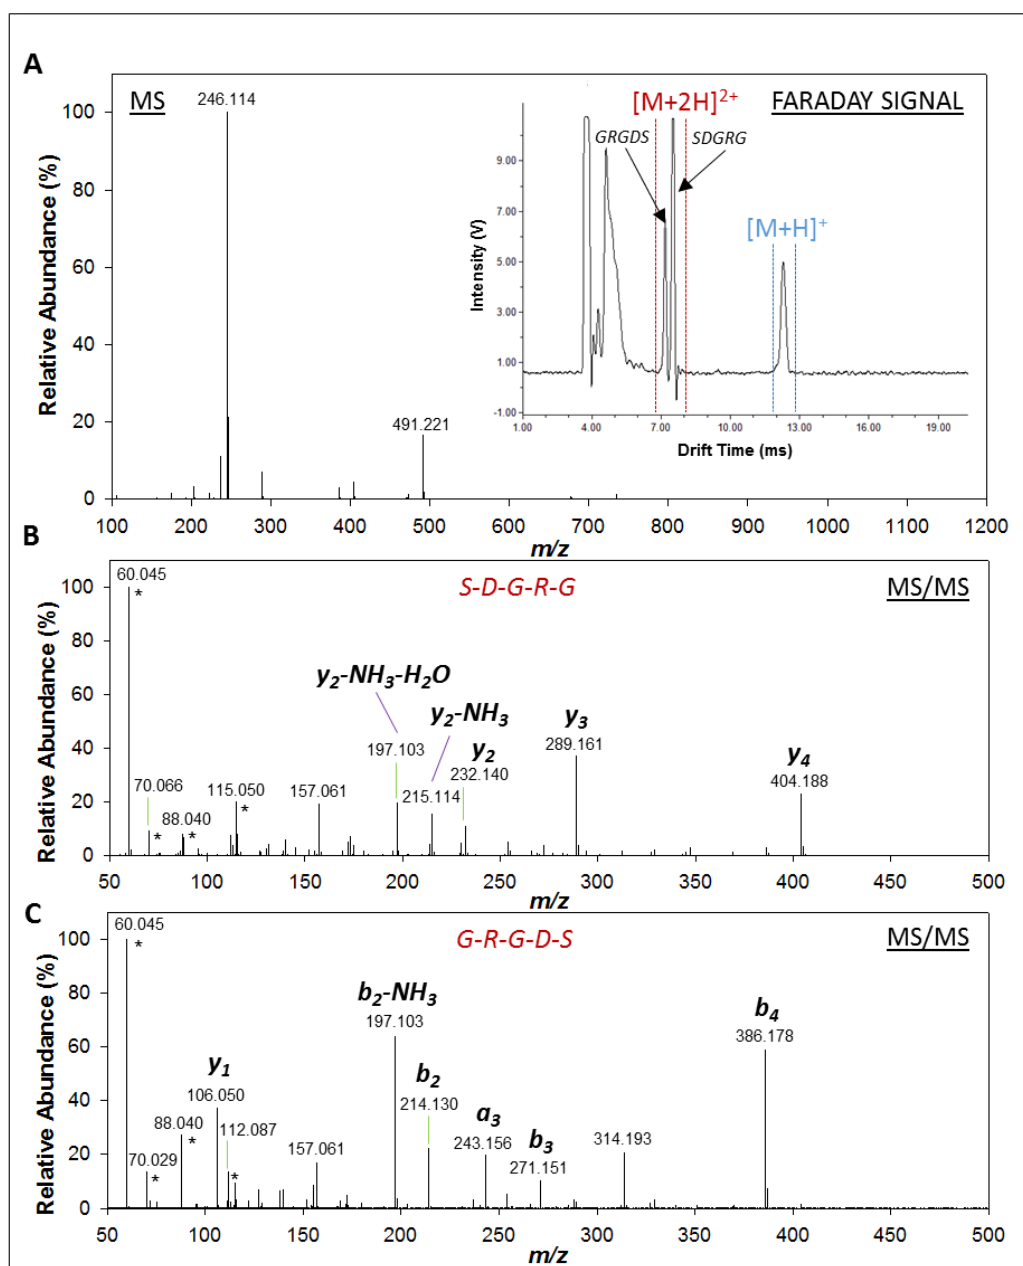 A
MS
246.114
491.221
Relative Abundance (%)
100
80
60
40
20
0
100 200 300 400 500 600 700 800 900 1000 1100 1200
m/z
[M+2H]2+
FARADAY SIGNAL
GRGDS
SDGRG
[M+H]+
Intensity (V)
9.00
7.00
5.00
3.00
1.00
-1.00
1.00 4.00 7.00 10.00 13.00 16.00 19.00
Drift Time (ms)
B
S-D-G-R-G
MS/MS
60.045
*
y2-NH3-H2O
y2-NH3
y2
y3
y4
70.066
*
88.040
*
115.050
*
157.061
197.103
215.114
232.140
289.161
404.188
Relative Abundance (%)
100
80
60
40
20
0
50 100 150 200 250 300 350 400 450 500
m/z
C
G-R-G-D-S
MS/MS
60.045
*
y1
b2-NH3
b2
a3
b3
b4
70.029
*
88.040
*
106.050
112.087
*
157.061
197.103
214.130
243.156
271.151
314.193
386.178
Relative Abundance (%)
100
80
60
40
20
0
50 100 150 200 250 300 350 400 450 500
m/z